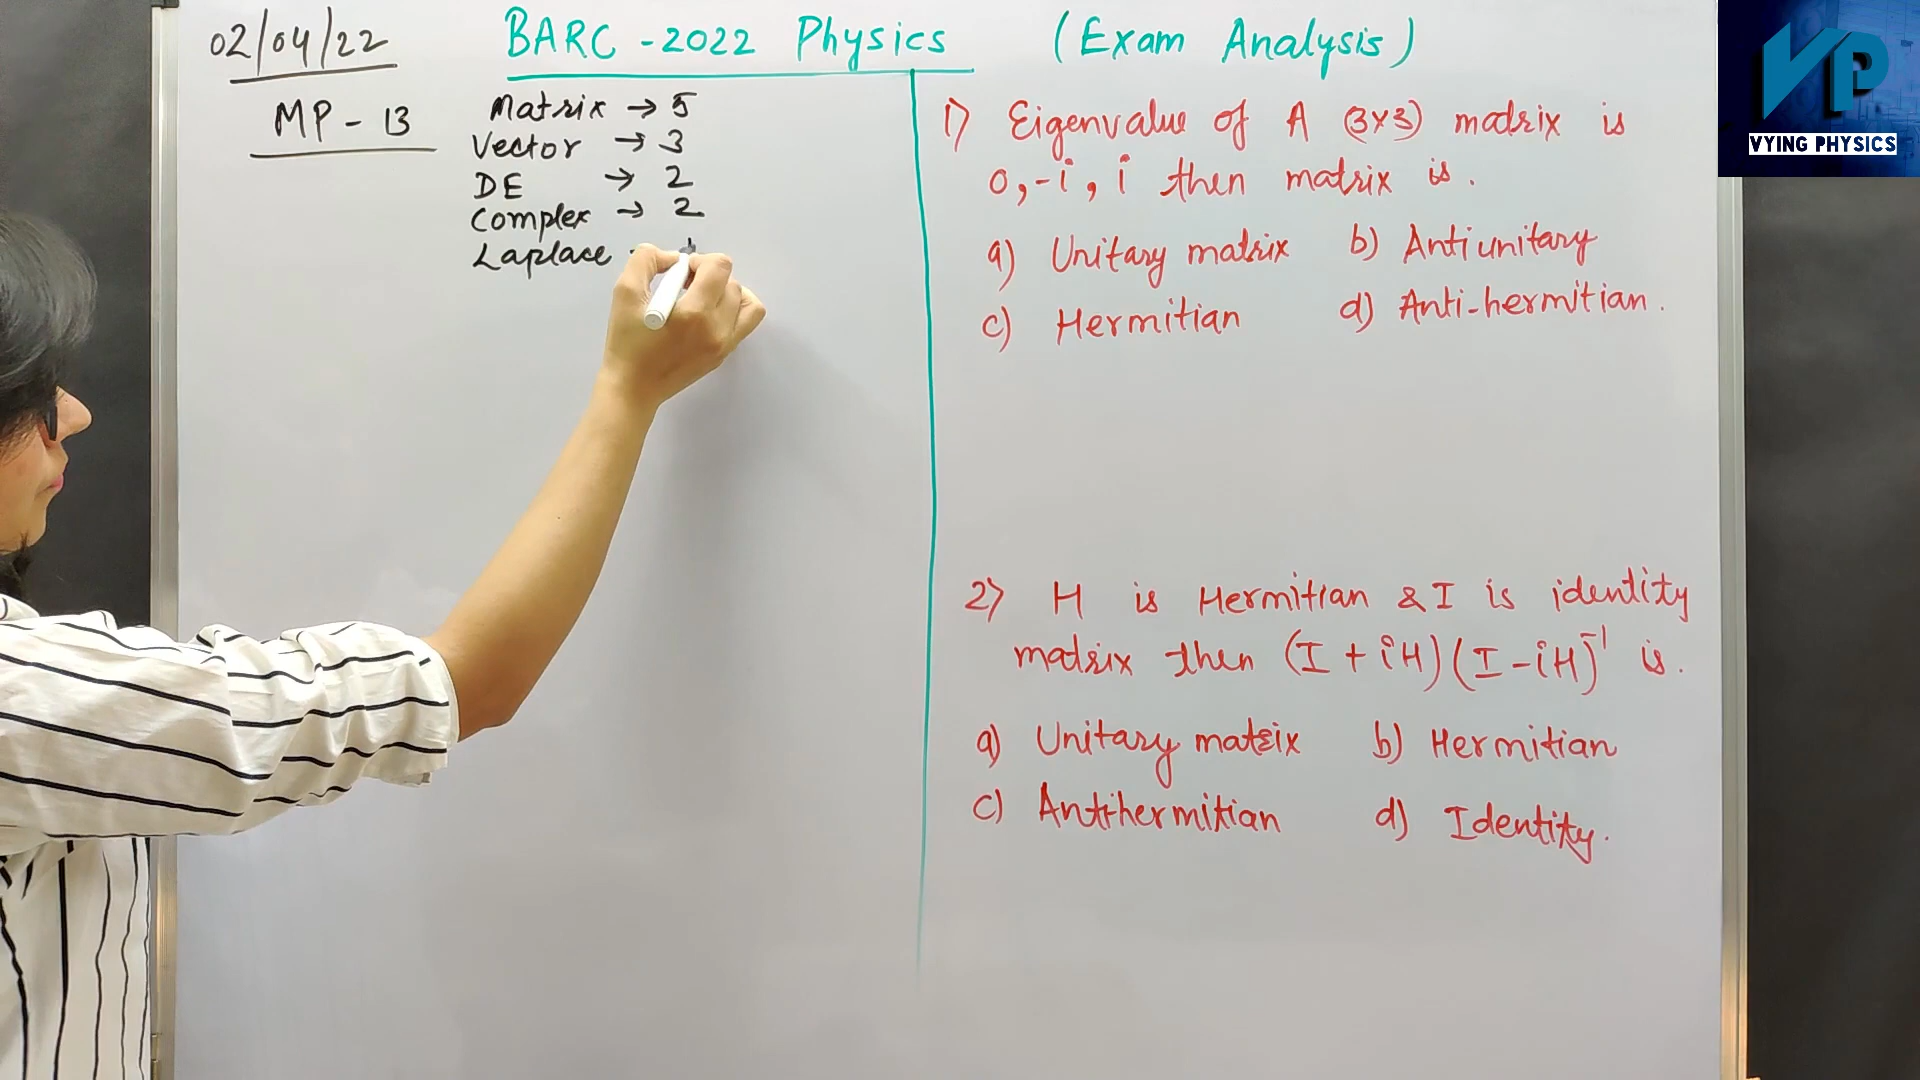 02/04/22
BARC - 2022 Physics (Exam Analysis)
MP - 13
Matrix → 5
Vector → 3
DE → 2
Complex → 2
Laplace
1) Eigenvalue of A (3×3) matrix is
0, -i, i then matrix is.
a) Unitary matrix b) Antiunitary
c) Hermitian d) Anti-hermitian.
2) H is Hermitian & I is identity
matrix then (I + iH)(I - iH)⁻¹ is.
a) Unitary matrix b) Hermitian
c) Antihermitian d) Identity.
VP
VYING PHYSICS